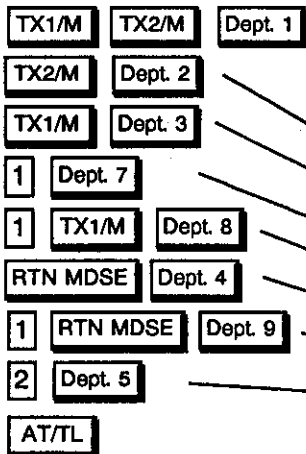 TX1/M TX2/M Dept. 1
TX2/M Dept. 2
TX1/M Dept. 3
1 Dept. 7
1 TX1/M Dept. 8
RTN MDSE Dept. 4
1 RTN MDSE Dept. 9
2 Dept. 5
AT/TL